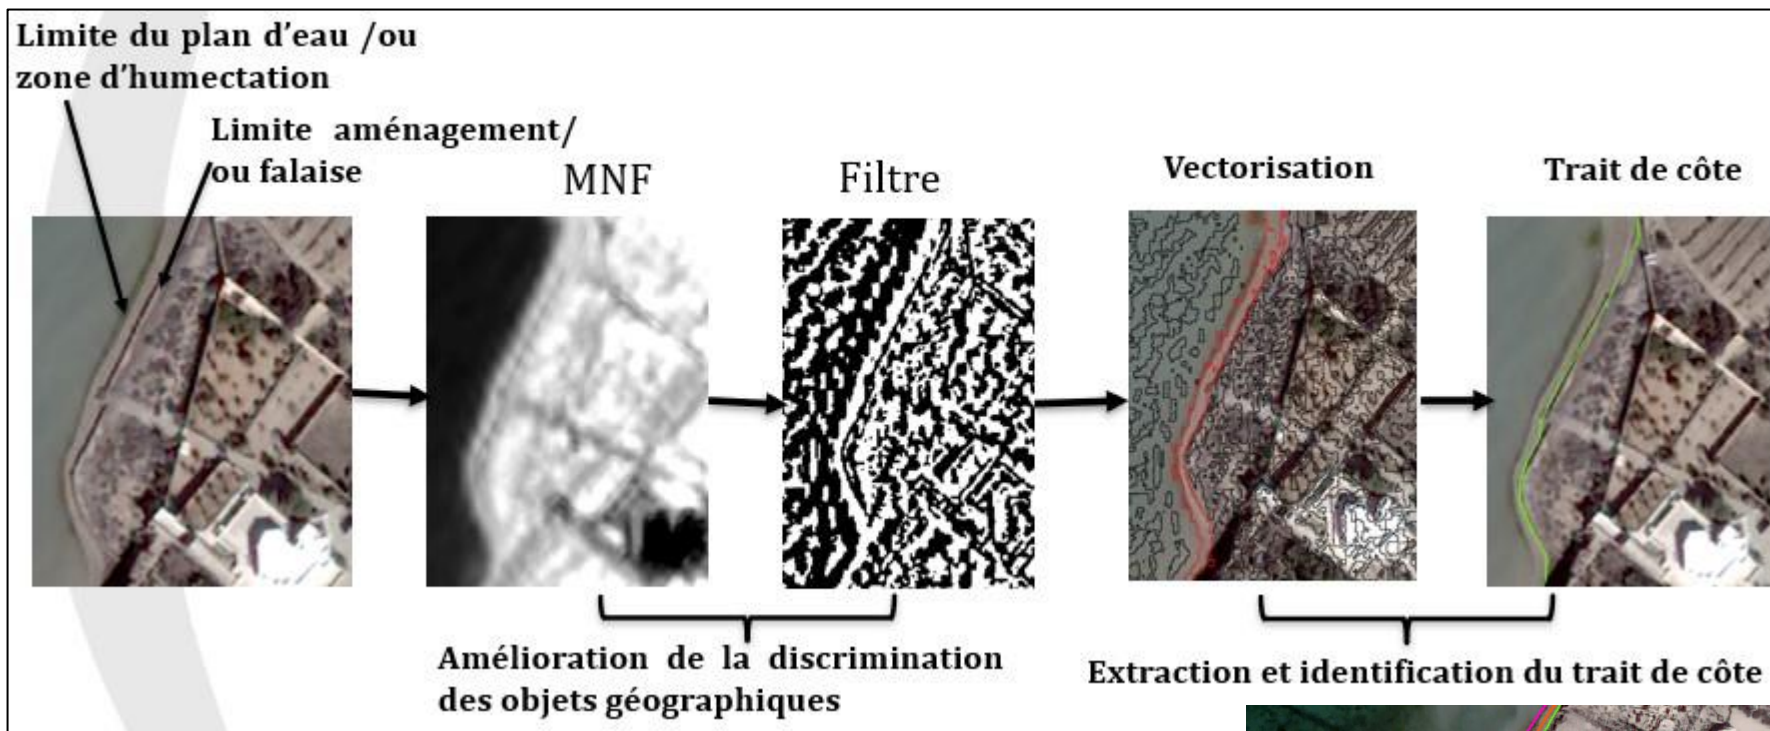 Limite du plan d'eau /ou
zone d'humectation
Limite aménagement/
ou falaise
MNF
Filtre
Vectorisation
Trait de côte
Amélioration de la discrimination
des objets géographiques
Extraction et identification du trait de côte